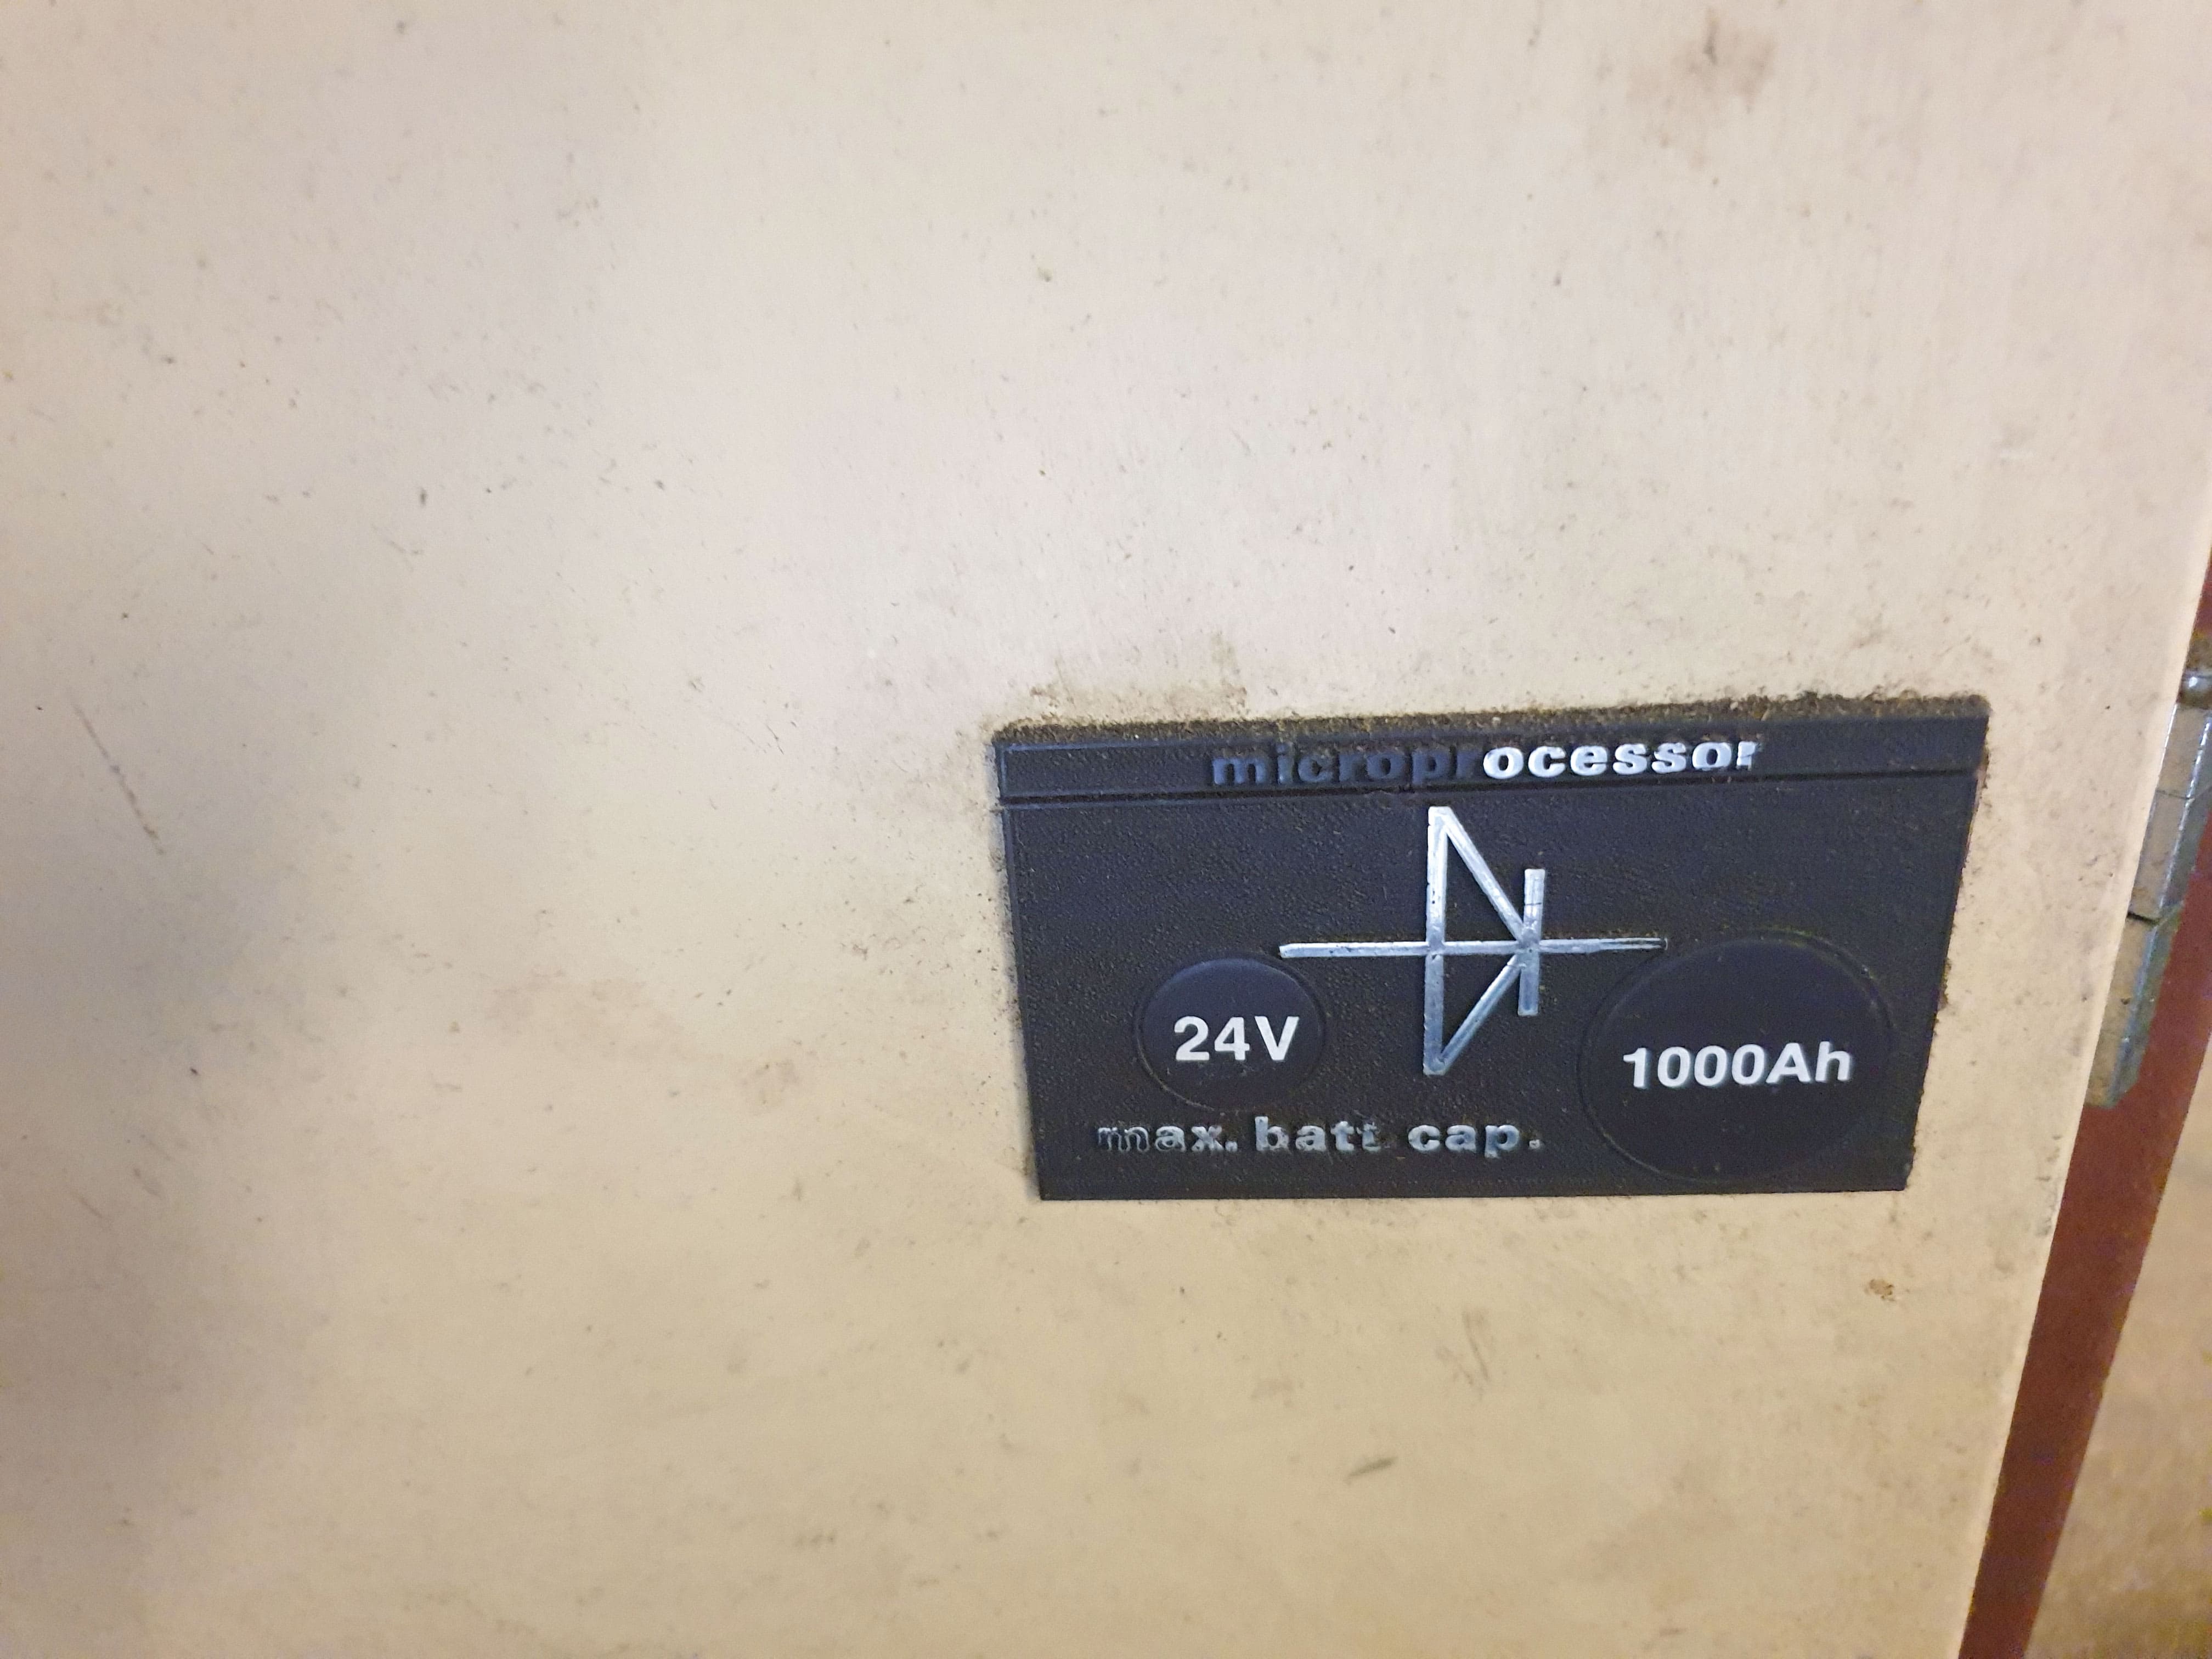 microprocessor
24V
1000Ah
max. batt cap.